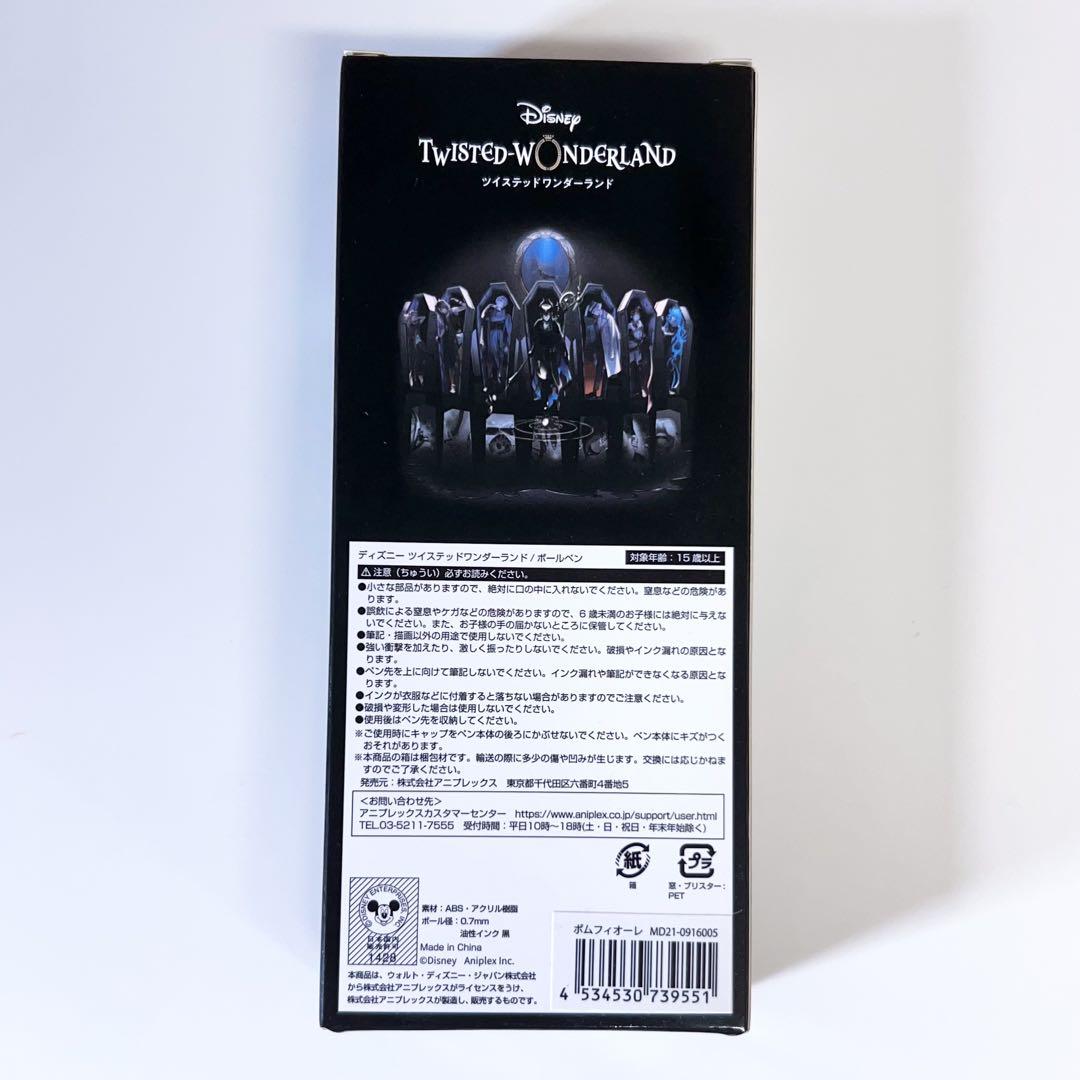 Disney
TWISTED-WONDERLAND
ツイステッドワンダーランド
ディズニー ツイステッドワンダーランド / ボールペン 対象年齢：15歳以上
⚠注意（ちゅうい）必ずお読みください。
●小さな部品がありますので、絶対に口の中に入れないでください。窒息などの危険があ
ります。
●誤飲による窒息やケガなどの危険がありますので、6歳未満のお子様には絶対に与えな
いでください。また、お子様の手の届かないところに保管してください。
●筆記・描画以外の用途で使用しないでください。
●強い衝撃を加えたり、激しく振ったりしないでください。破損やインク漏れの原因とな
ります。
●ペン先を上に向けて筆記しないでください。インク漏れや筆記ができなくなる原因とな
ります。
●インクが衣服などに付着すると落ちない場合がありますのでご注意ください。
●破損や変形した場合は使用しないでください。
●使用後はペン先を収納してください。
※ご使用時にキャップをペン本体の後ろにかぶせないでください。ペン本体にキズがつく
おそれがあります。
※本商品の箱は梱包材です。輸送の際に多少の傷や凹みが生じます。交換には応じかねま
すのでご了承ください。
発売元：株式会社アニプレックス 東京都千代田区六番町4番地5
＜お問い合わせ先＞
アニプレックスカスタマーセンター https://www.aniplex.co.jp/support/user.html
TEL.03-5211-7555 受付時間：平日10時～18時(土・日・祝日・年末年始除く)
紙
箱
プラ
窓・ブリスター：
PET
©DISNEY ENTERPRISES, INC.
日本国内
販売許可
1428
素材：ABS・アクリル樹脂
ボール径：0.7mm
油性インク 黒
Made in China
©Disney Aniplex Inc.
本商品は、ウォルト・ディズニー・ジャパン株式会社
から株式会社アニプレックスがライセンスをうけ、
株式会社アニプレックスが製造し、販売するものです。
ポムフィオーレ MD21-0916005
4 534530 739551